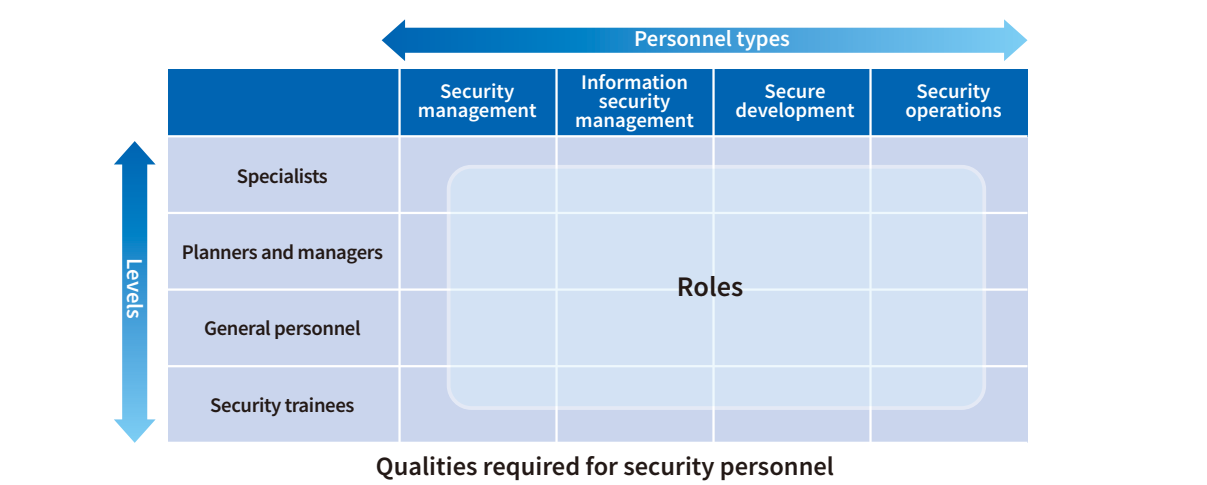 Personnel types
Security
management
Information
security
management
Secure
development
Security
operations
Levels
Specialists
Planners and managers
General personnel
Security trainees
Roles
Qualities required for security personnel